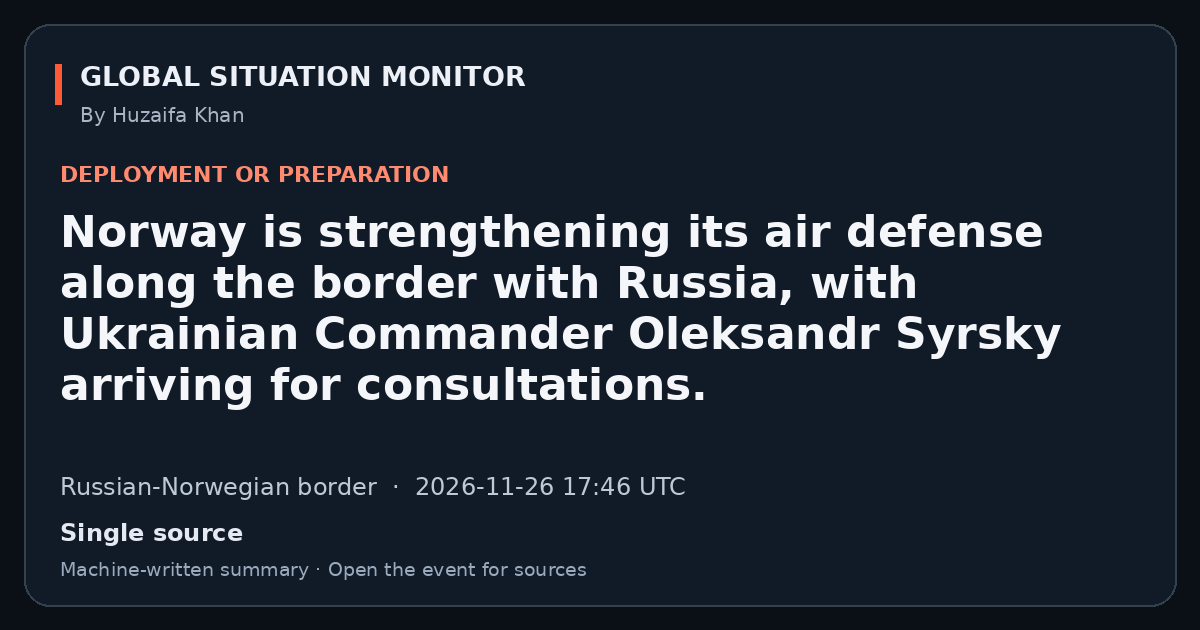 GLOBAL SITUATION MONITOR
By Huzaifa Khan
DEPLOYMENT OR PREPARATION
Norway is strengthening its air defense
along the border with Russia, with
Ukrainian Commander Oleksandr Syrsky
arriving for consultations.
Russian-Norwegian border · 2026-11-26 17:46 UTC
Single source
Machine-written summary · Open the event for sources